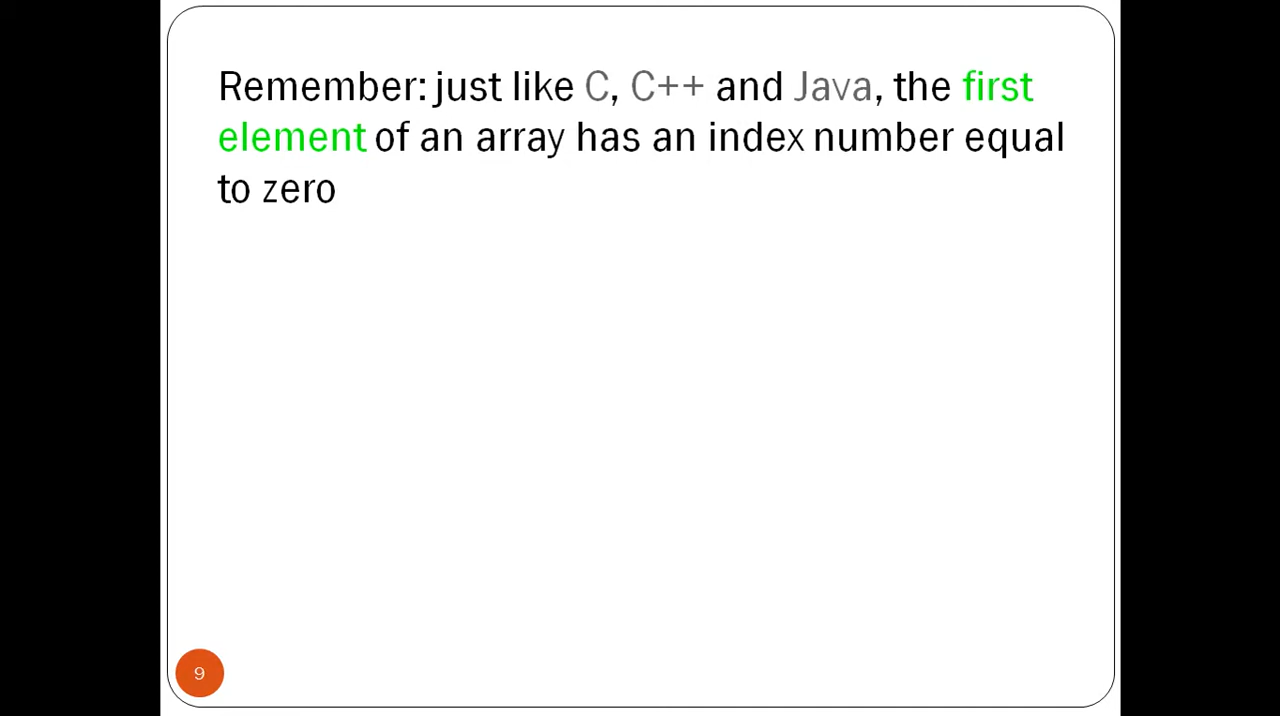 Remember: just like C, C++ and Java, the first
element of an array has an index number equal
to zero
9